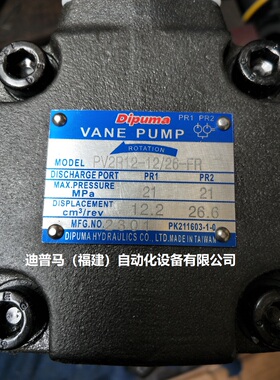 Dipuma PR1 PR2
VANE PUMP
ROTATION
MODEL PV2R12-12/26-FR
DISCHARGE PORT PR1 PR2
MAX.PRESSURE MPa 21 21
DISPLACEMENT cm³/rev 12.2 26.6
MFG.NO. PK211603-1-0
DIPUMA HYDRAULICS CO., LTD.MADE IN TAIWAN
迪普马（福建）自动化设备有限公司